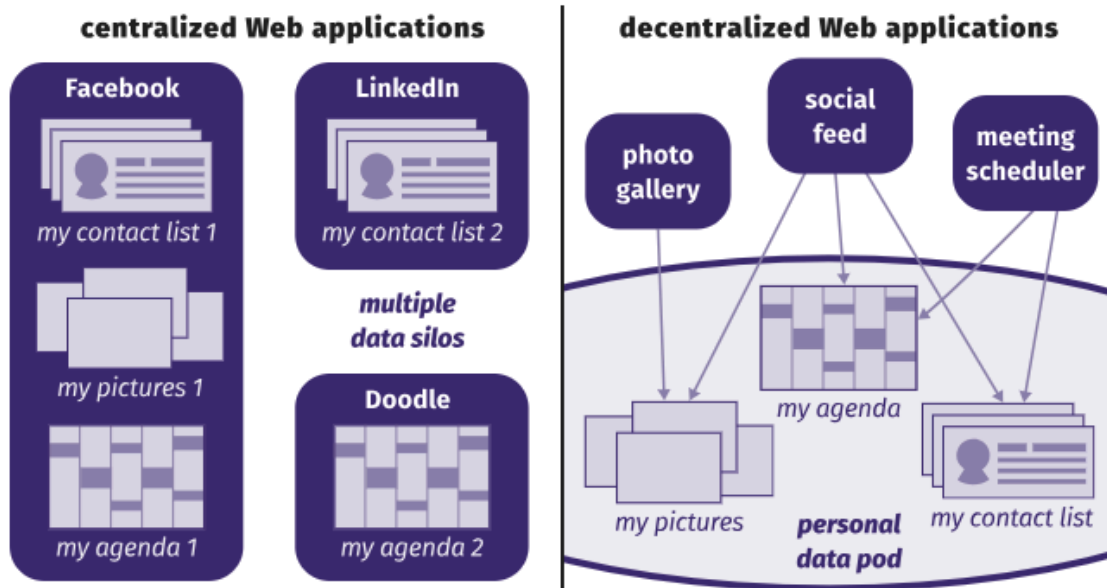 centralized Web applications
Facebook
my contact list 1
my pictures 1
my agenda 1
LinkedIn
my contact list 2
multiple
data silos
Doodle
my agenda 2
decentralized Web applications
photo
gallery
social
feed
meeting
scheduler
my agenda
my pictures
my contact list
personal
data pod